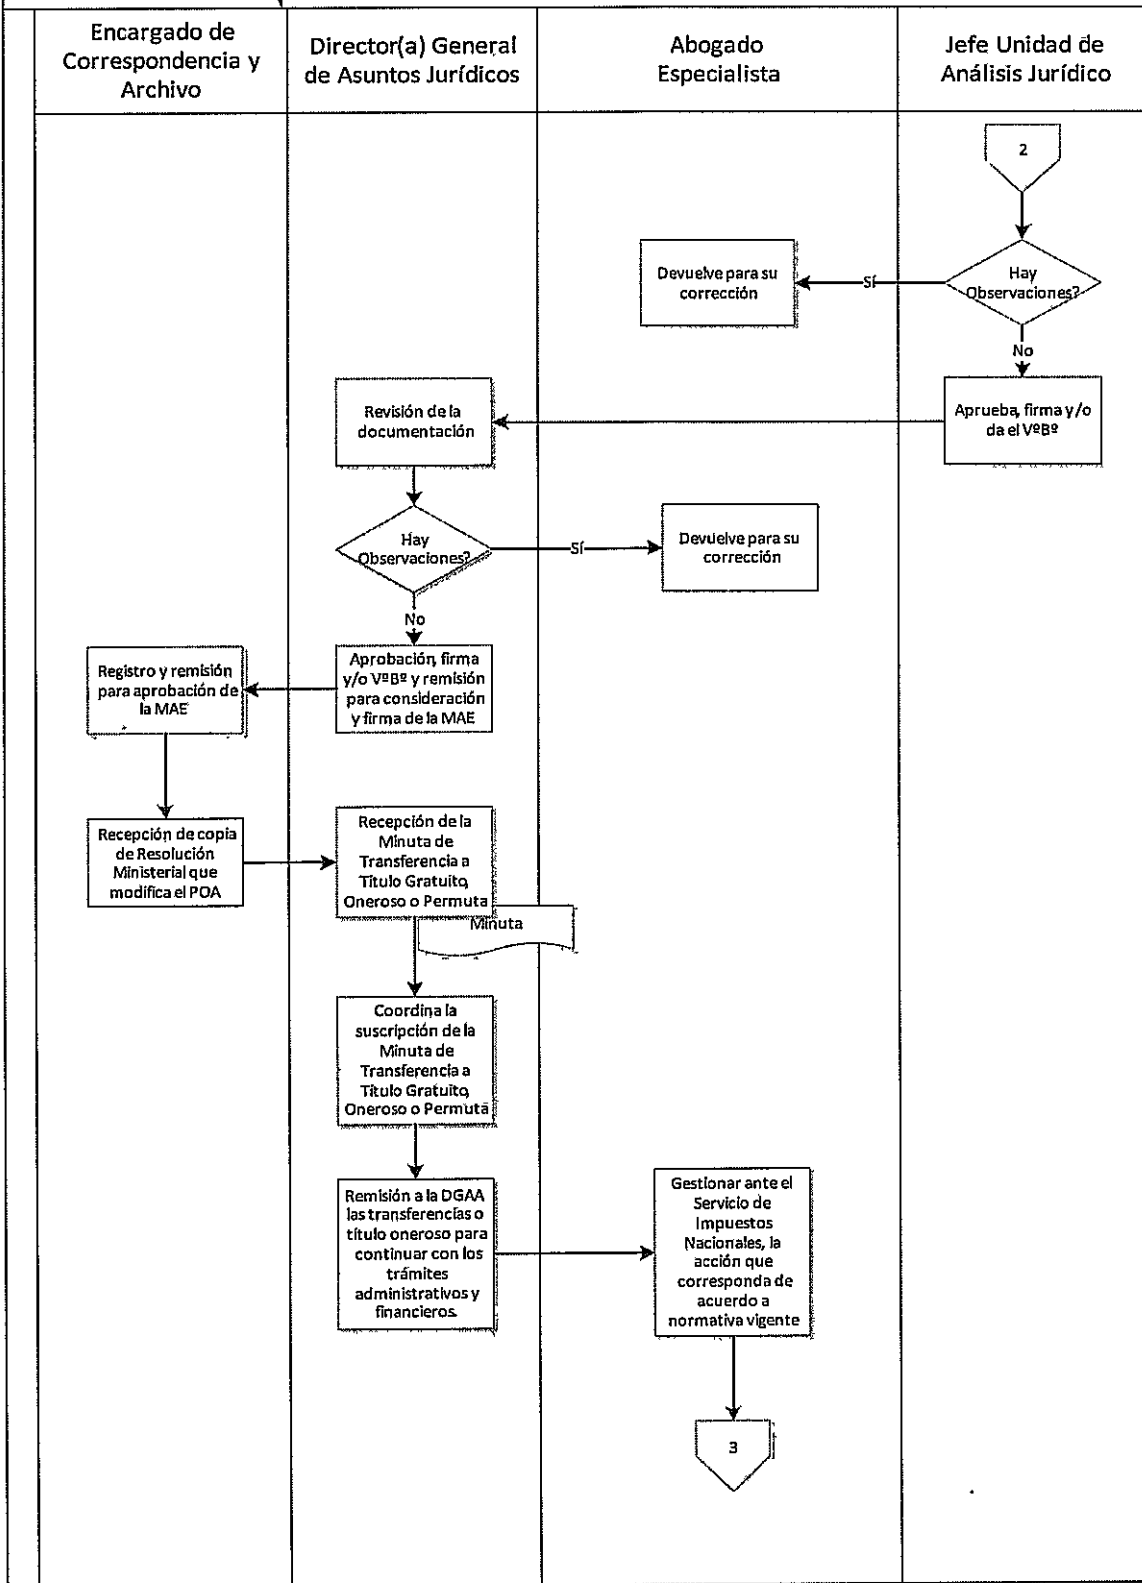 Encargado de
Correspondencia y
Archivo
Director(a) General
de Asuntos Jurídicos
Abogado
Especialista
Jefe Unidad de
Análisis Jurídico
2
Hay
Observaciones?
Sí
Devuelve para su
corrección
No
Aprueba, firma y/o
da el VºBº
Revisión de la
documentación
Hay
Observaciones?
Sí
Devuelve para su
corrección
No
Aprobación, firma
y/o VºBº y remisión
para consideración
y firma de la MAE
Registro y remisión
para aprobación de
la MAE
Recepción de copia
de Resolución
Ministerial que
modifica el POA
Recepción de la
Minuta de
Transferencia a
Título Gratuito,
Oneroso o Permuta
Minuta
Coordina la
suscripción de la
Minuta de
Transferencia a
Título Gratuito,
Oneroso o Permuta
Remisión a la DGAA
las transferencias o
título oneroso para
continuar con los
trámites
administrativos y
financieros.
Gestionar ante el
Servicio de
Impuestos
Nacionales, la
acción que
corresponda de
acuerdo a
normativa vigente
3